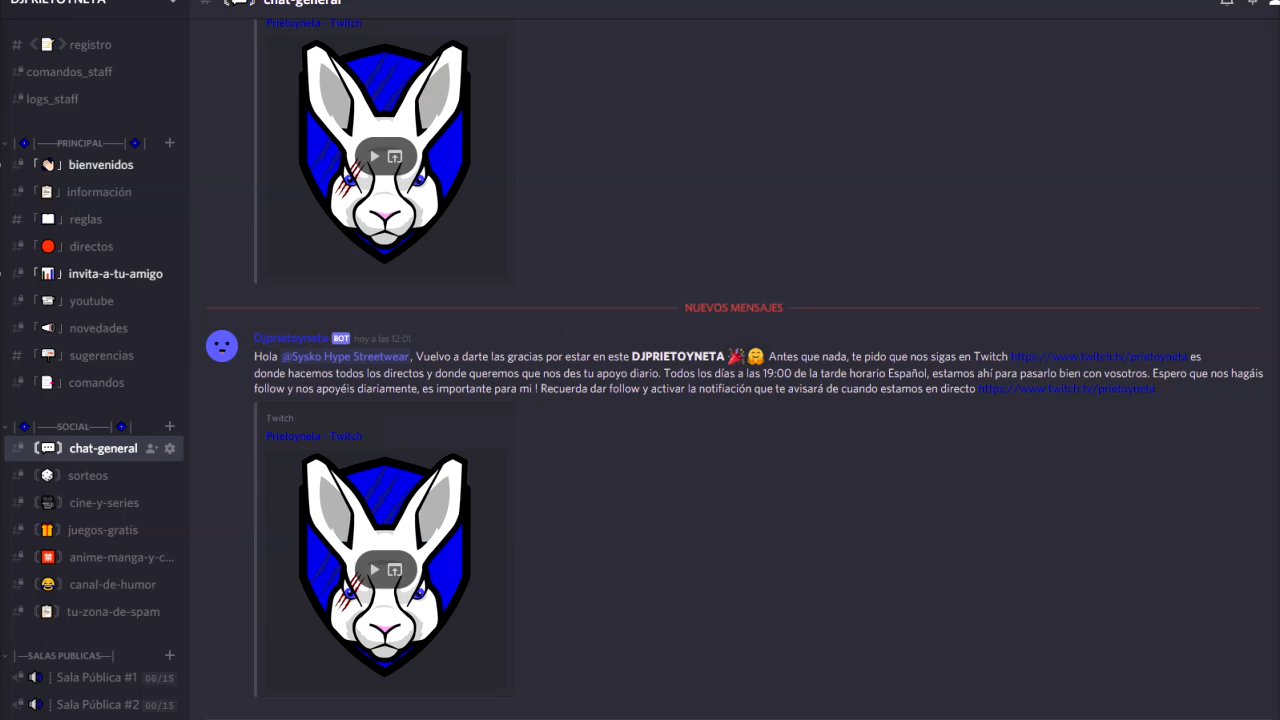 DJPRIETOYNETA
chat-general
registro
comandos_staff
logs_staff
PRINCIPAL
bienvenidos
información
reglas
directos
invita-a-tu-amigo
youtube
novedades
sugerencias
comandos
SOCIAL
chat-general
sorteos
cine-y-series
juegos-gratis
anime-manga-y-c...
canal-de-humor
tu-zona-de-spam
SALAS PUBLICAS
Sala Pública #1 00/15
Sala Pública #2 00/15
Prietoyneta - Twitch
NUEVOS MENSAJES
Djprietoyneta BOT hoy a las 12:01
Hola @Sysko Hype Streetwear, Vuelvo a darte las gracias por estar en este DJPRIETOYNETA 🎉🤗 Antes que nada, te pido que nos sigas en Twitch https://www.twitch.tv/prietoyneta es
donde hacemos todos los directos y donde queremos que nos des tu apoyo diario. Todos los días a las 19:00 de la tarde horario Español, estamos ahí para pasarlo bien con vosotros. Espero que nos hagáis
follow y nos apoyéis diariamente, es importante para mi ! Recuerda dar follow y activar la notifiación que te avisará de cuando estamos en directo https://www.twitch.tv/prietoyneta
Twitch
Prietoyneta - Twitch